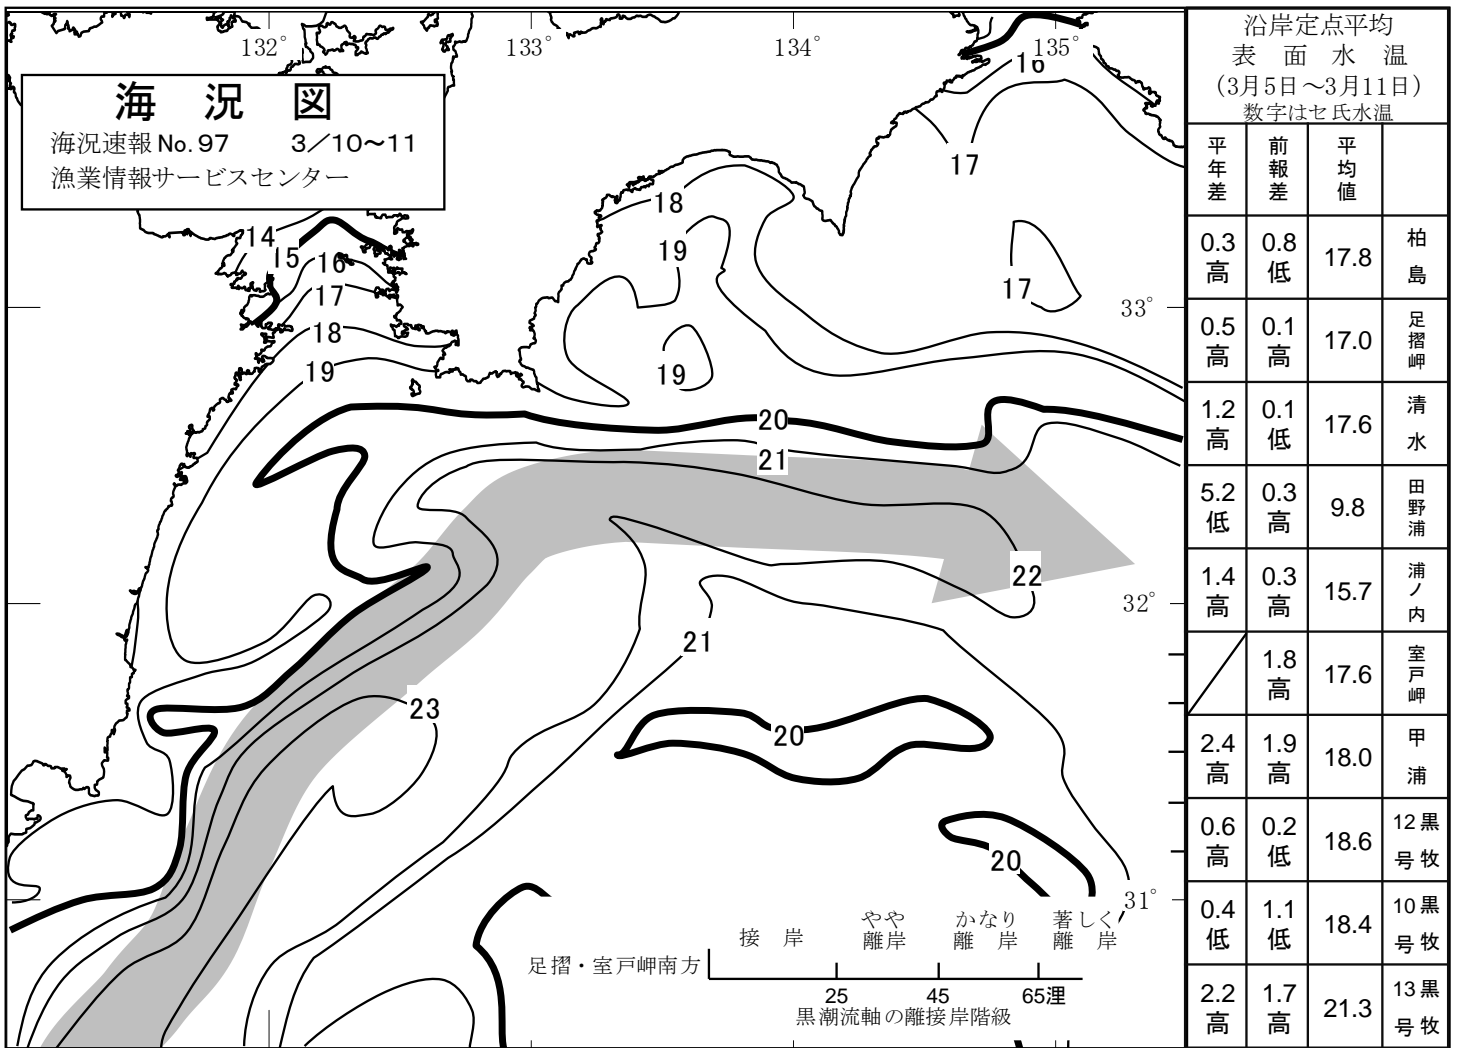 海 況 図
海況速報 No. 97 3／10～11
漁業情報サービスセンター
132°
133°
134°
135°
16
17
18
14
15
16
19
17
17
33°
18
19
19
20
21
22
32°
21
23
20
20
31°
接 岸
やや
離岸
かなり
離 岸
著しく
離 岸
足摺・室戸岬南方
25 45 65浬
黒潮流軸の離接岸階級
沿岸定点平均
表 面 水 温
(3月5日～3月11日)
数字はセ氏水温
平年差 前報差 平均値
0.3高 0.8低 17.8 柏島
0.5高 0.1高 17.0 足摺岬
1.2高 0.1低 17.6 清水
5.2低 0.3高 9.8 田野浦
1.4高 0.3高 15.7 浦ノ内
1.8高 17.6 室戸岬
2.4高 1.9高 18.0 甲浦
0.6高 0.2低 18.6 黒牧12号
0.4低 1.1低 18.4 黒牧10号
2.2高 1.7高 21.3 黒牧13号